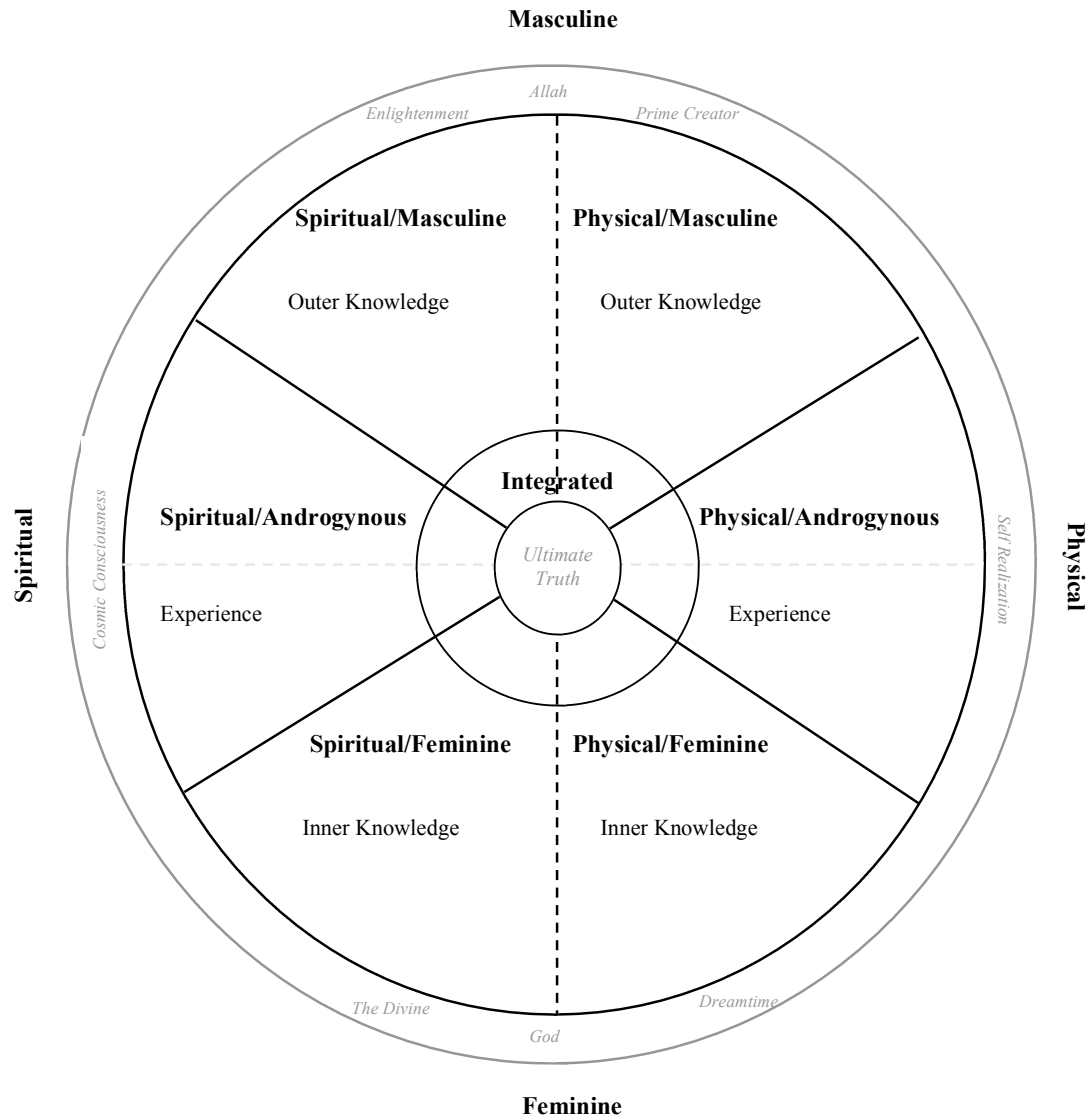 Masculine
Allah
Enlightenment
Prime Creator
Spiritual/Masculine
Physical/Masculine
Outer Knowledge
Outer Knowledge
Integrated
Spiritual/Androgynous
Physical/Androgynous
Ultimate
Truth
Spiritual
Cosmic Consciousness
Self Realization
Physical
Experience
Experience
Spiritual/Feminine
Physical/Feminine
Inner Knowledge
Inner Knowledge
The Divine
Dreamtime
God
Feminine